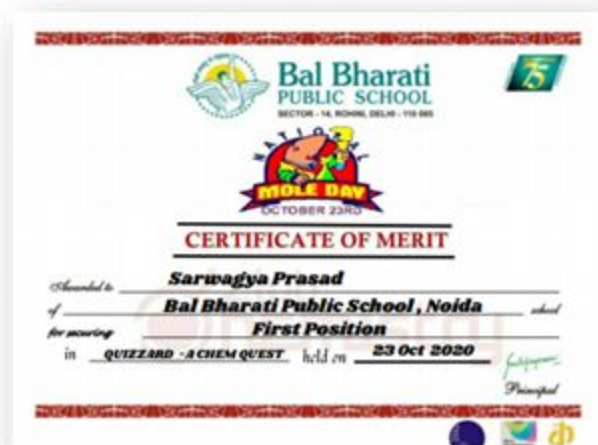 Bal Bharati
PUBLIC SCHOOL
SECTOR - 14, ROHINI, DELHI - 110 085
75
NATIONAL
MOLE DAY
OCTOBER 23RD
CERTIFICATE OF MERIT
Awarded to Sarwagya Prasad
of Bal Bharati Public School , Noida school
for securing First Position
in QUIZZARD - A CHEM QUEST held on 23 Oct 2020
Principal